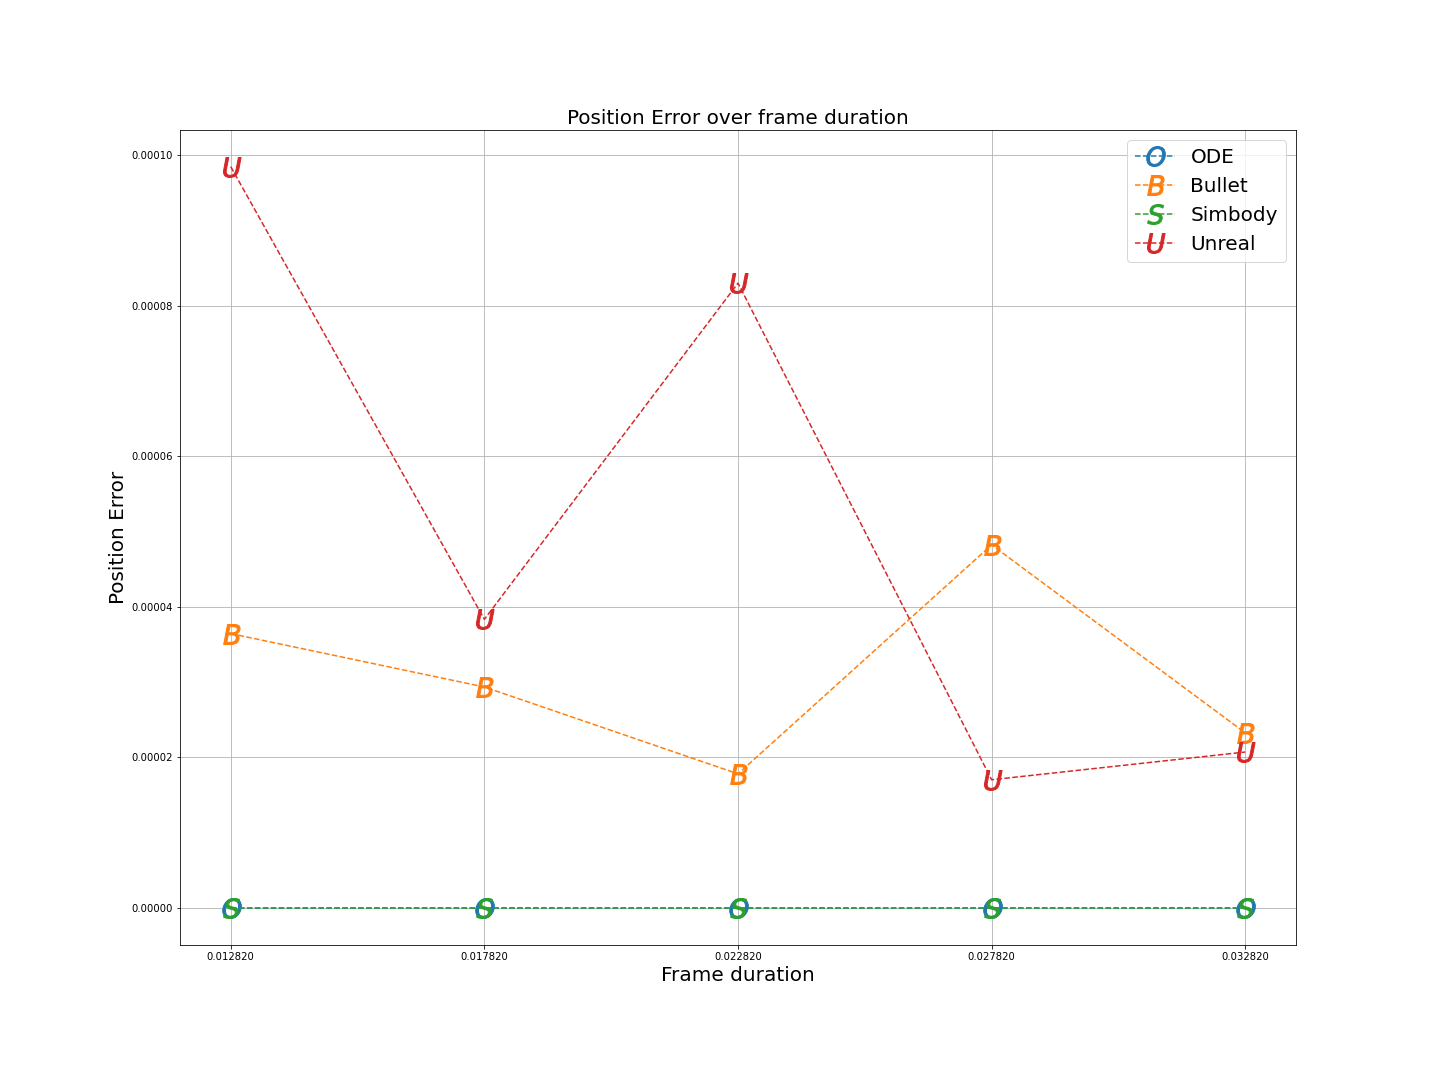 Position Error over frame duration
ODE
Bullet
Simbody
Unreal
0.00010
0.00008
0.00006
0.00004
0.00002
0.00000
Position Error
U
U
U
U
U
B
B
B
B
B
O
S
O
S
O
S
O
S
O
S
O
B
S
U
0.012820
0.017820
0.022820
0.027820
0.032820
Frame duration